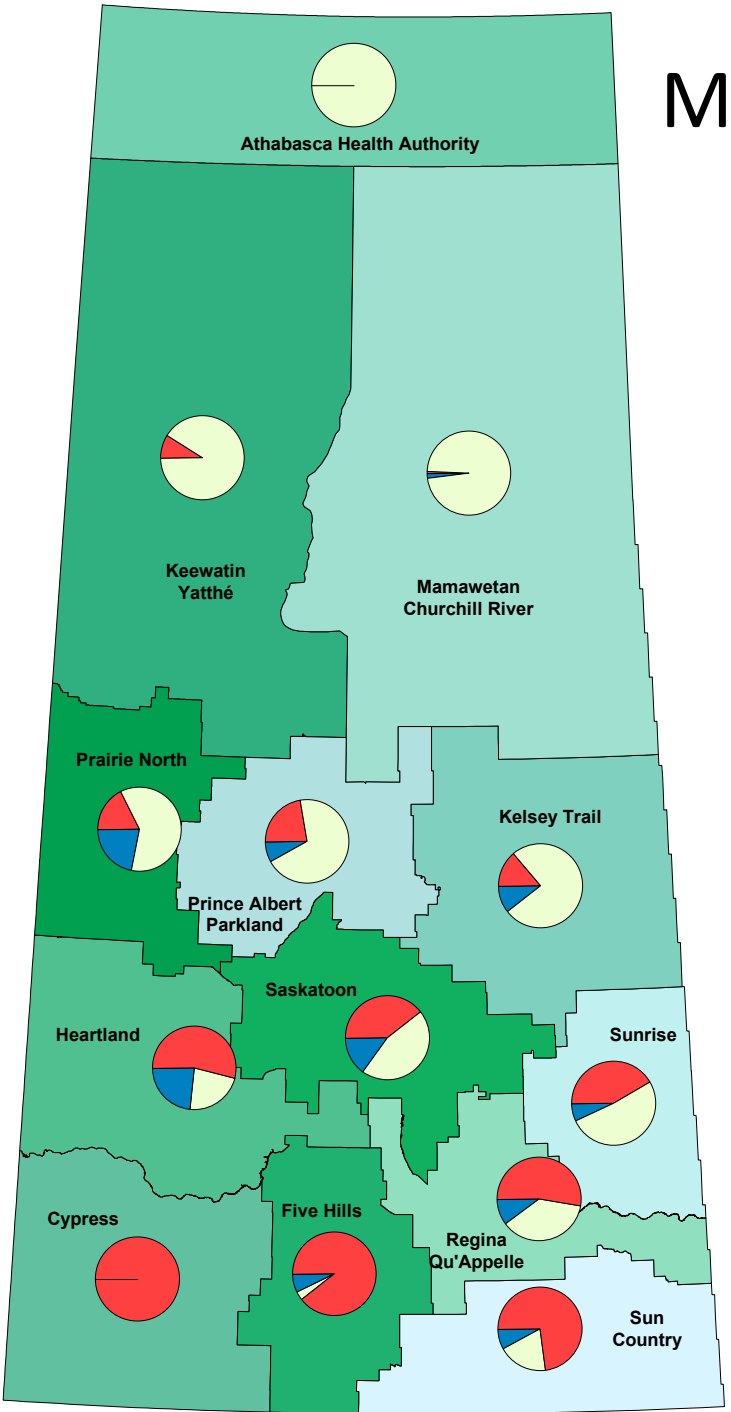 M
Athabasca Health Authority
Keewatin
Yatthé
Mamawetan
Churchill River
Prairie North
Kelsey Trail
Prince Albert
Parkland
Saskatoon
Heartland
Sunrise
Cypress
Five Hills
Regina
Qu'Appelle
Sun
Country